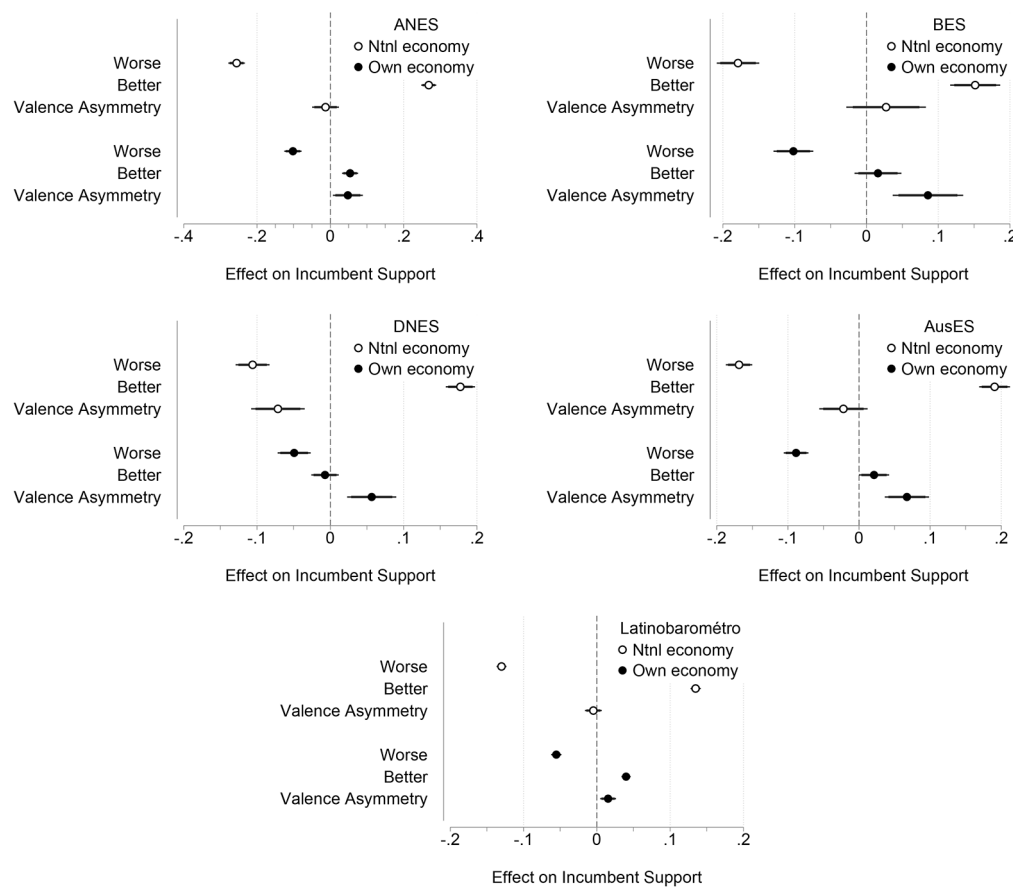 ANES
Ntnl economy
Own economy
Worse
Better
Valence Asymmetry
Worse
Better
Valence Asymmetry
-.4 -.2 0 .2 .4
Effect on Incumbent Support
BES
Ntnl economy
Own economy
Worse
Better
Valence Asymmetry
Worse
Better
Valence Asymmetry
-.2 -.1 0 .1 .2
Effect on Incumbent Support
DNES
Ntnl economy
Own economy
Worse
Better
Valence Asymmetry
Worse
Better
Valence Asymmetry
-.2 -.1 0 .1 .2
Effect on Incumbent Support
AusES
Ntnl economy
Own economy
Worse
Better
Valence Asymmetry
Worse
Better
Valence Asymmetry
-.2 -.1 0 .1 .2
Effect on Incumbent Support
Latinobarométro
Ntnl economy
Own economy
Worse
Better
Valence Asymmetry
Worse
Better
Valence Asymmetry
-.2 -.1 0 .1 .2
Effect on Incumbent Support